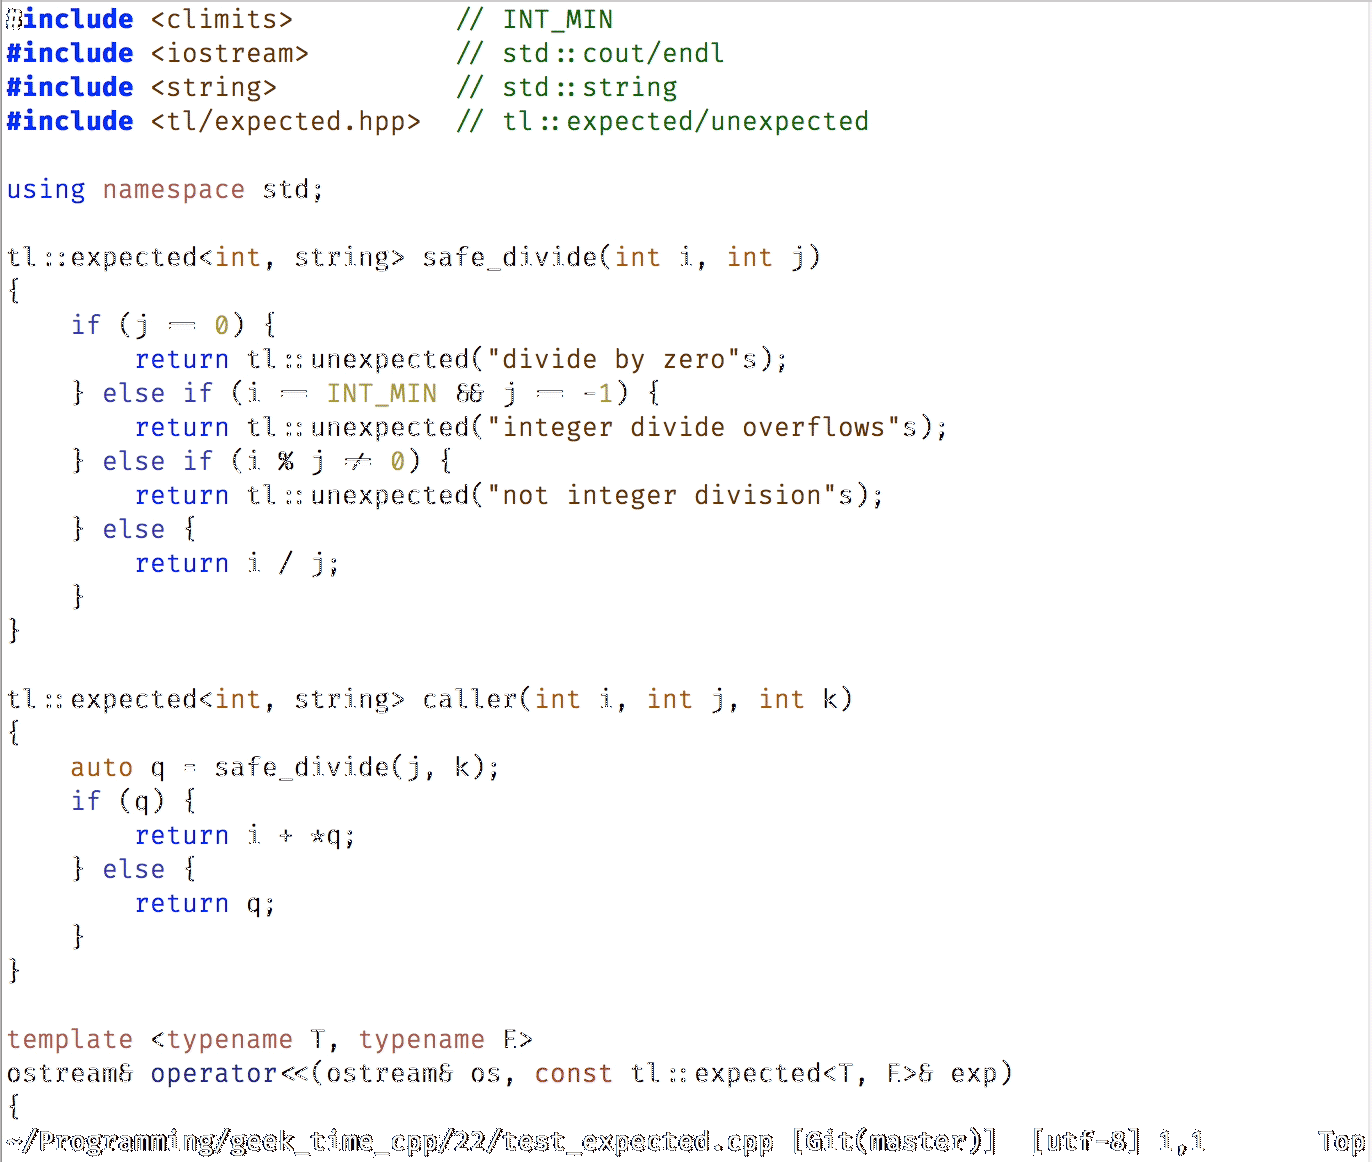 #include <climits>          // INT_MIN
#include <iostream>         // std::cout/endl
#include <string>           // std::string
#include <tl/expected.hpp>  // tl::expected/unexpected

using namespace std;

tl::expected<int, string> safe_divide(int i, int j)
{
    if (j == 0) {
        return tl::unexpected("divide by zero"s);
    } else if (i == INT_MIN && j == -1) {
        return tl::unexpected("integer divide overflows"s);
    } else if (i % j != 0) {
        return tl::unexpected("not integer division"s);
    } else {
        return i / j;
    }
}

tl::expected<int, string> caller(int i, int j, int k)
{
    auto q = safe_divide(j, k);
    if (q) {
        return i + *q;
    } else {
        return q;
    }
}

template <typename T, typename E>
ostream& operator<<(ostream& os, const tl::expected<T, E>& exp)
{
~/Programming/geek_time_cpp/22/test_expected.cpp [Git(master)]  [utf-8] 1,1       Top